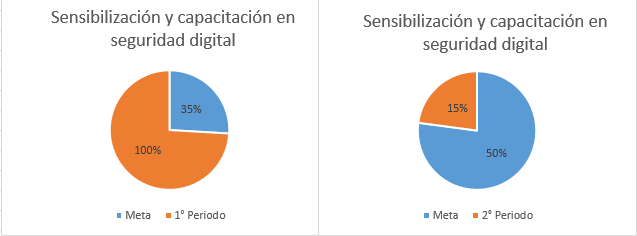 Sensibilización y capacitación en
seguridad digital
35%
100%
Meta
1° Periodo
Sensibilización y capacitación en
seguridad digital
15%
50%
Meta
2° Periodo